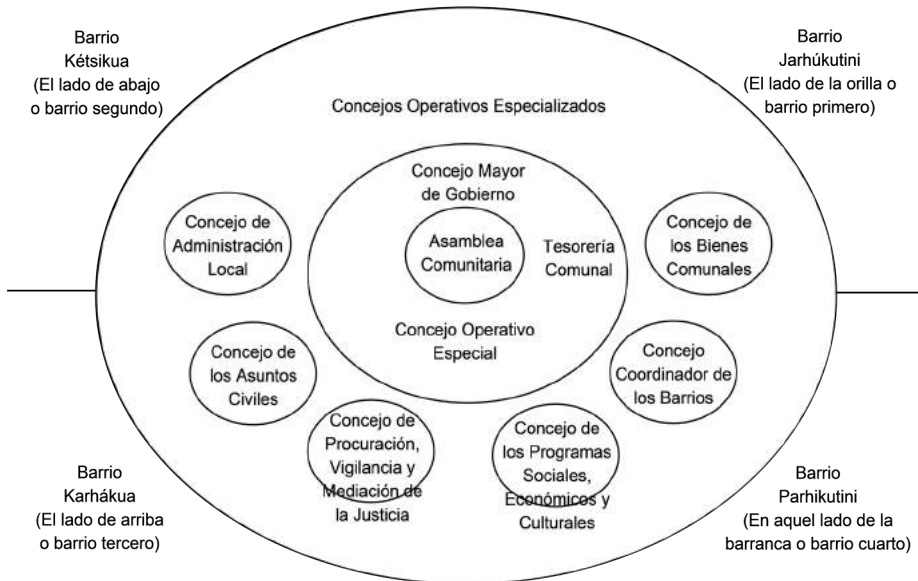 Barrio
Kétsikua
(El lado de abajo
o barrio segundo)
Barrio
Jarhúkutini
(El lado de la orilla o
barrio primero)
Concejos Operativos Especializados
Concejo Mayor
de Gobierno
Concejo de
Administración
Local
Asamblea
Comunitaria
Tesorería
Comunal
Concejo de
los Bienes
Comunales
Concejo Operativo
Especial
Concejo de
los Asuntos
Civiles
Concejo
Coordinador de
los Barrios
Concejo de
Procuración,
Vigilancia y
Mediación de
la Justicia
Concejo de
los Programas
Sociales,
Económicos y
Culturales
Barrio
Karhákua
(El lado de arriba
o barrio tercero)
Barrio
Parhikutini
(En aquel lado de la
barranca o barrio cuarto)